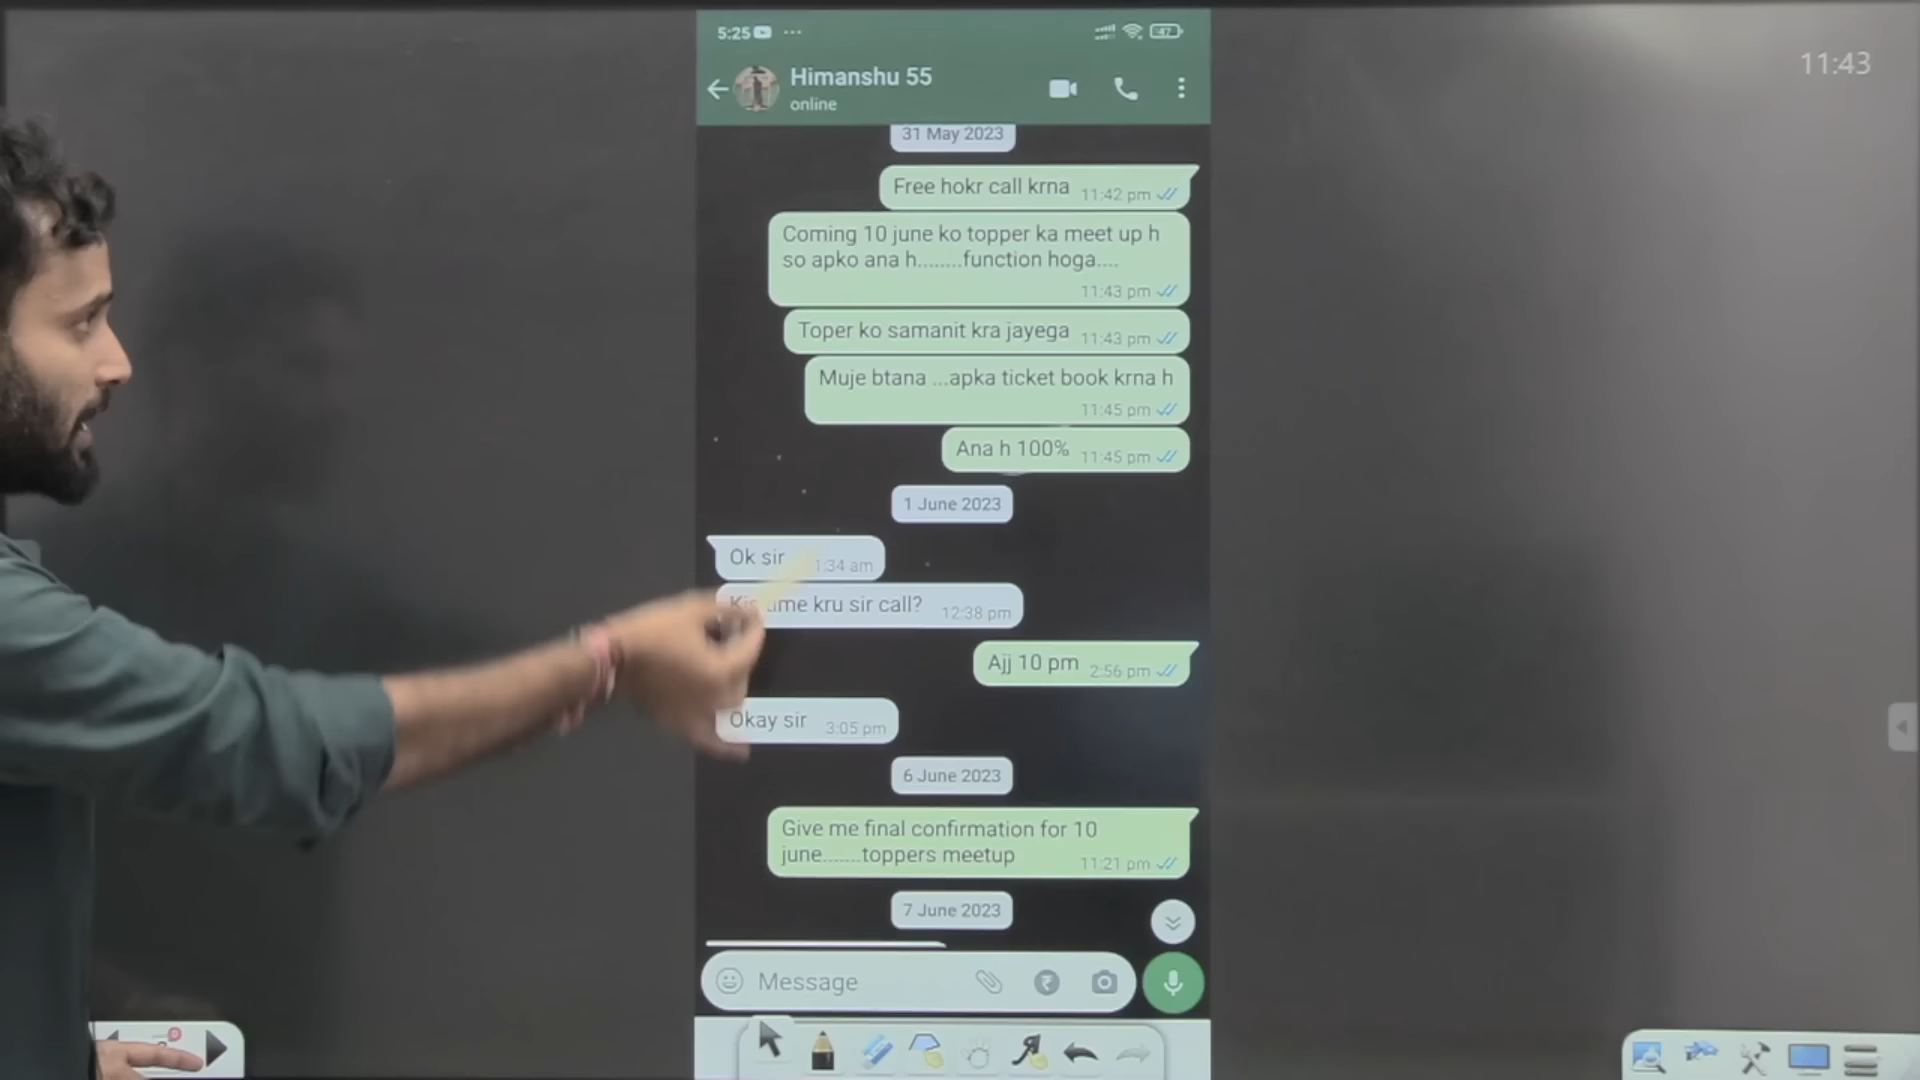 5:25
47
11:43
Himanshu 55
online
31 May 2023
Free hokr call krna 11:42 pm
Coming 10 june ko topper ka meet up h
so apko ana h........function hoga....
11:43 pm
Toper ko samanit kra jayega 11:43 pm
Muje btana ...apka ticket book krna h
11:45 pm
Ana h 100% 11:45 pm
1 June 2023
Ok sir 1:34 am
time kru sir call? 12:38 pm
Ajj 10 pm 2:56 pm
Okay sir 3:05 pm
6 June 2023
Give me final confirmation for 10
june.......toppers meetup 11:21 pm
7 June 2023
Message